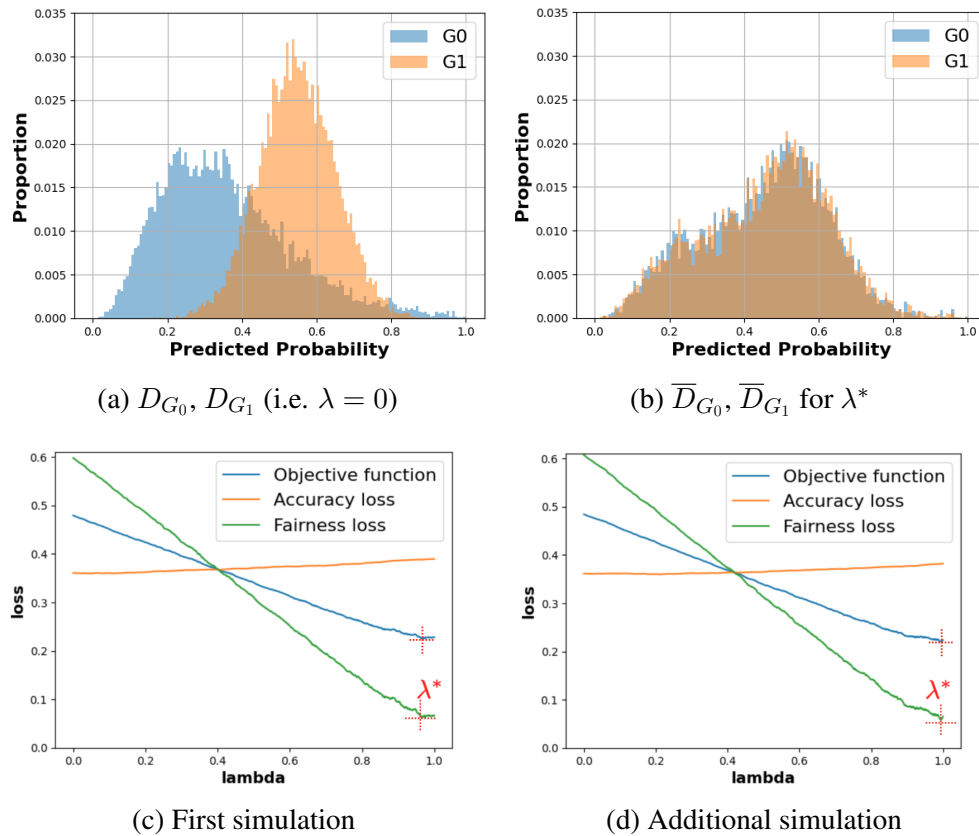 0.035
0.030
0.025
0.020
0.015
0.010
0.005
0.000
Proportion
G0
G1
0.0 0.2 0.4 0.6 0.8 1.0
Predicted Probability
(a) D_{G_0}, D_{G_1} (i.e. λ = 0)
0.035
0.030
0.025
0.020
0.015
0.010
0.005
0.000
Proportion
G0
G1
0.0 0.2 0.4 0.6 0.8 1.0
Predicted Probability
(b) \overline{D}_{G_0}, \overline{D}_{G_1} for λ*
0.6
0.5
0.4
0.3
0.2
0.1
0.0
loss
Objective function
Accuracy loss
Fairness loss
λ*
0.0 0.2 0.4 0.6 0.8 1.0
lambda
(c) First simulation
0.6
0.5
0.4
0.3
0.2
0.1
0.0
loss
Objective function
Accuracy loss
Fairness loss
λ*
0.0 0.2 0.4 0.6 0.8 1.0
lambda
(d) Additional simulation